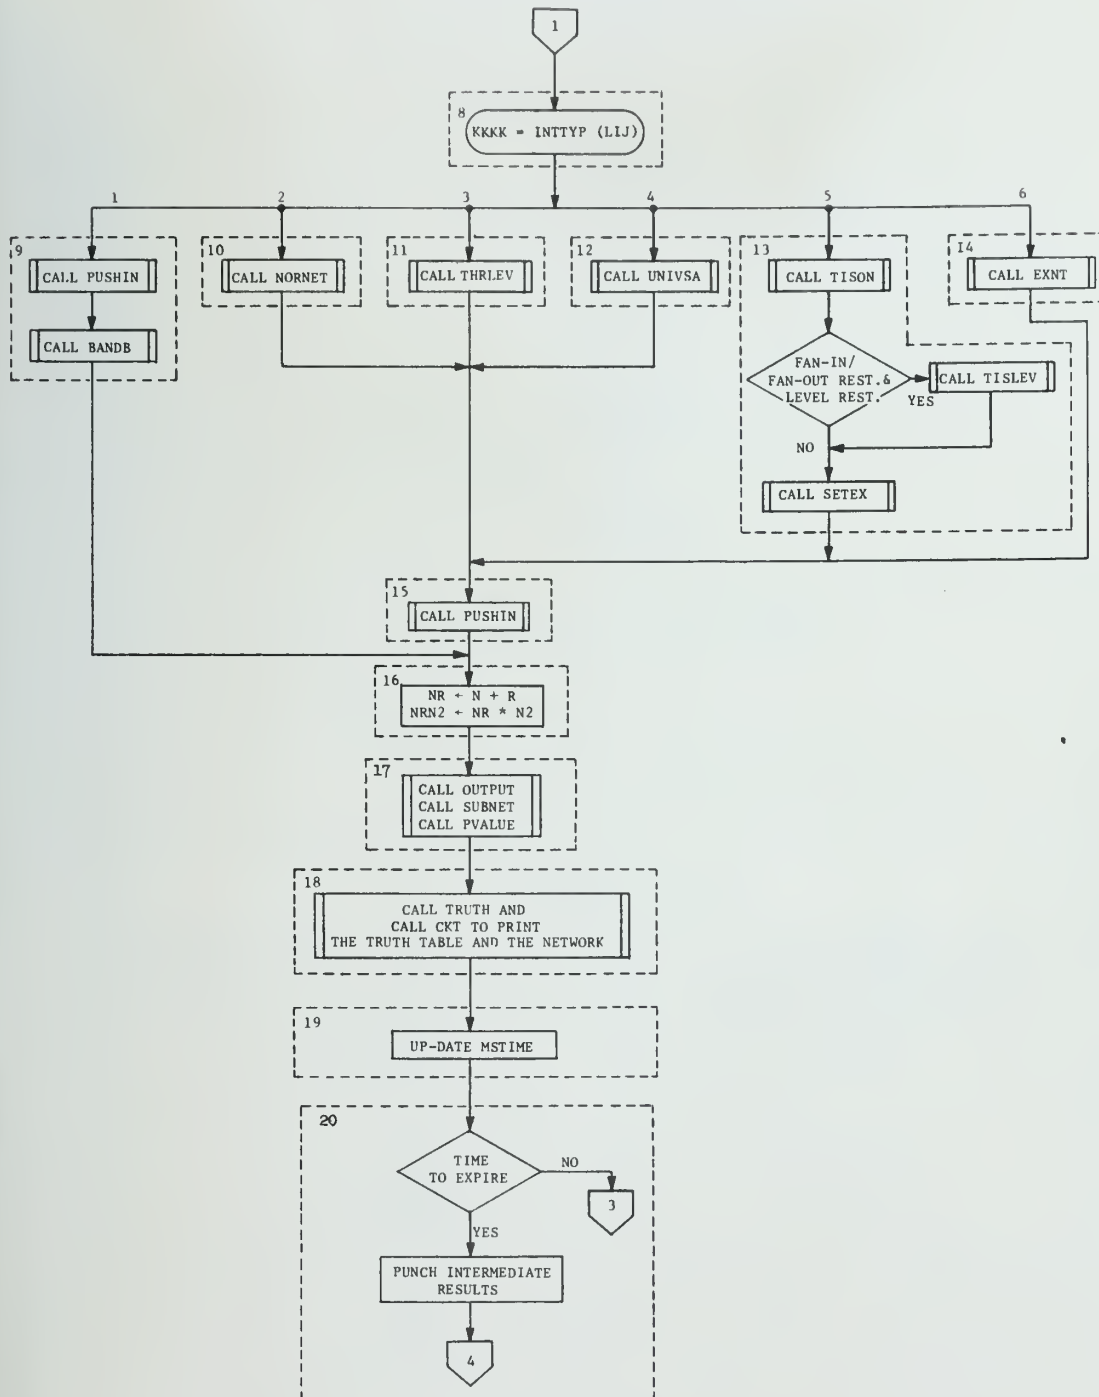 1
8
KKKK = INTTYP (LIJ)
1 2 3 4 5 6
9
CALL PUSHIN
CALL BANDB
10
CALL NORNET
11
CALL THRLEV
12
CALL UNIVSA
13
CALL TISON
FAN-IN/
FAN-OUT REST.&
LEVEL REST.
YES
CALL TISLEV
NO
CALL SETEX
14
CALL EXNT
15
CALL PUSHIN
16
NR ← N + R
NRN2 ← NR * N2
17
CALL OUTPUT
CALL SUBNET
CALL PVALUE
18
CALL TRUTH AND
CALL CKT TO PRINT
THE TRUTH TABLE AND THE NETWORK
19
UP-DATE MSTIME
20
TIME
TO EXPIRE
NO
3
YES
PUNCH INTERMEDIATE
RESULTS
4